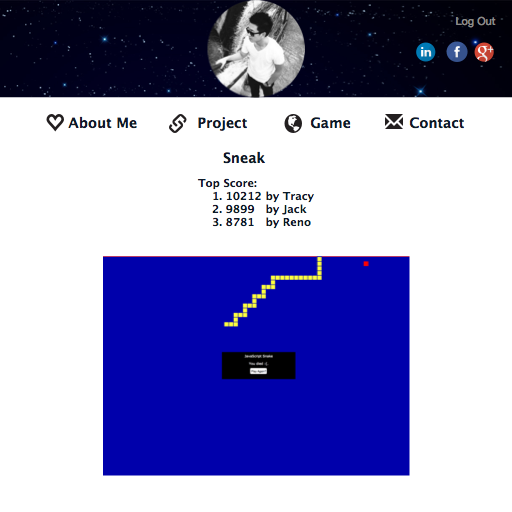 Log Out
in f g+
About Me Project Game Contact
Sneak
Top Score:
1. 10212 by Tracy
2. 9899 by Jack
3. 8781 by Reno
JavaScript Snake
You died :(
Play Again?